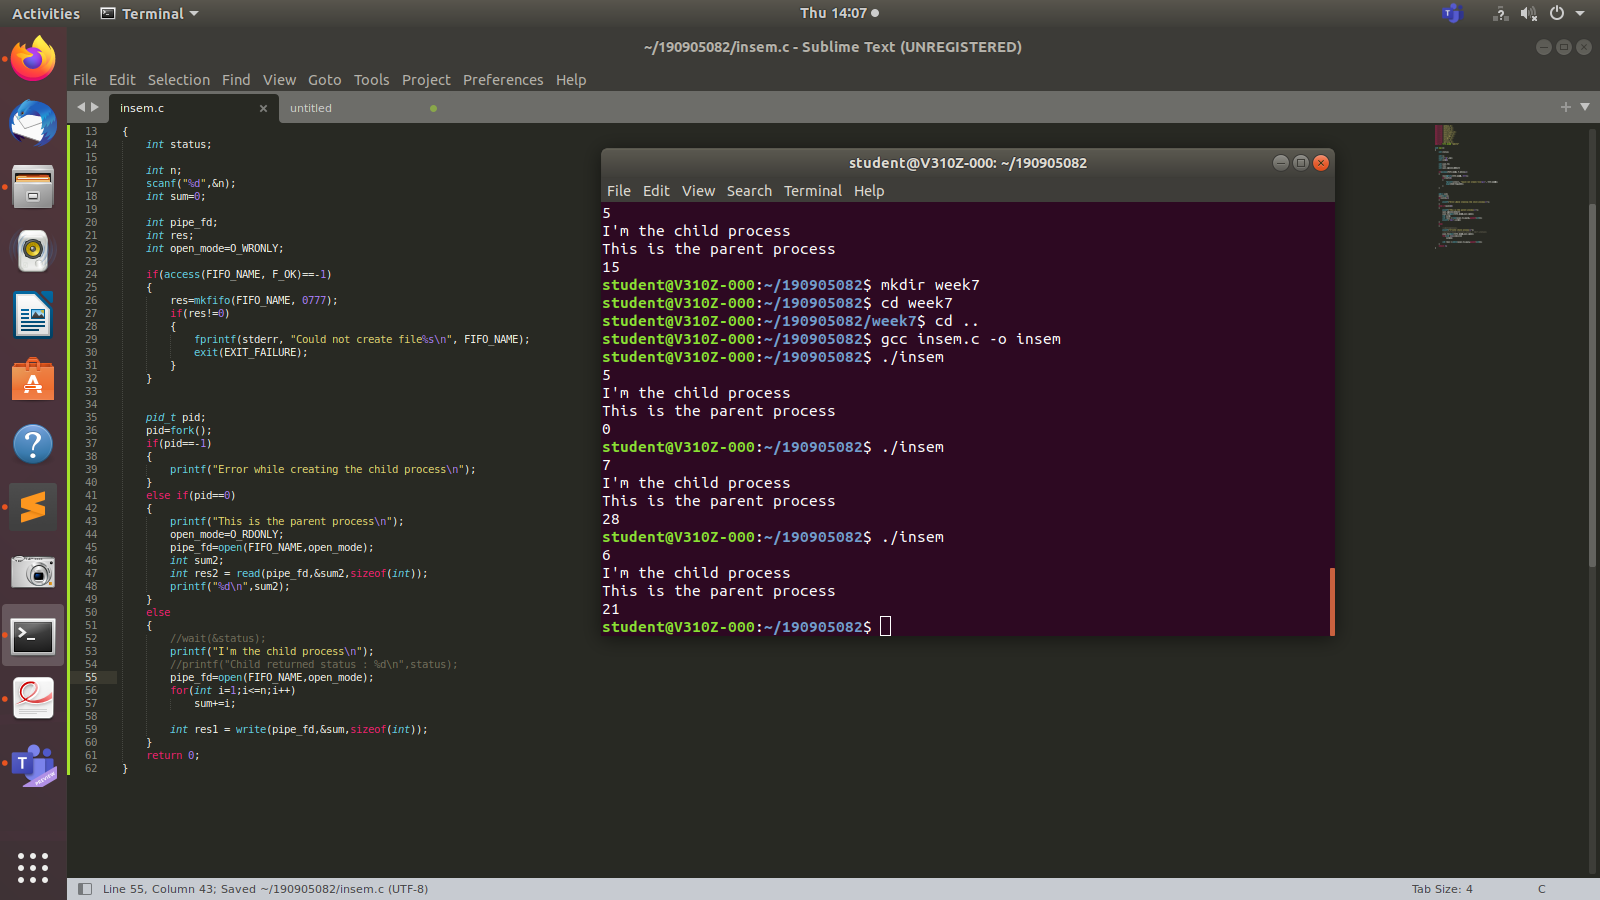 Activities
Terminal
Thu 14:07
~/190905082/insem.c - Sublime Text (UNREGISTERED)
File Edit Selection Find View Goto Tools Project Preferences Help
insem.c
untitled
13 {
14 int status;
15
16 int n;
17 scanf("%d",&n);
18 int sum=0;
19
20 int pipe_fd;
21 int res;
22 int open_mode=O_WRONLY;
23
24 if(access(FIFO_NAME, F_OK)==-1)
25 {
26 res=mkfifo(FIFO_NAME, 0777);
27 if(res!=0)
28 {
29 fprintf(stderr, "Could not create file%s\n", FIFO_NAME);
30 exit(EXIT_FAILURE);
31 }
32 }
33
34
35 pid_t pid;
36 pid=fork();
37 if(pid==-1)
38 {
39 printf("Error while creating the child process\n");
40 }
41 else if(pid==0)
42 {
43 printf("This is the parent process\n");
44 open_mode=O_RDONLY;
45 pipe_fd=open(FIFO_NAME,open_mode);
46 int sum2;
47 int res2 = read(pipe_fd,&sum2,sizeof(int));
48 printf("%d\n",sum2);
49 }
50 else
51 {
52 //wait(&status);
53 printf("I'm the child process\n");
54 //printf("Child returned status : %d\n",status);
55 pipe_fd=open(FIFO_NAME,open_mode);
56 for(int i=1;i<=n;i++)
57 sum+=i;
58
59 int res1 = write(pipe_fd,&sum,sizeof(int));
60 }
61 return 0;
62 }
student@V310Z-000: ~/190905082
File Edit View Search Terminal Help
5
I'm the child process
This is the parent process
15
student@V310Z-000:~/190905082$ mkdir week7
student@V310Z-000:~/190905082$ cd week7
student@V310Z-000:~/190905082/week7$ cd ..
student@V310Z-000:~/190905082$ gcc insem.c -o insem
student@V310Z-000:~/190905082$ ./insem
5
I'm the child process
This is the parent process
0
student@V310Z-000:~/190905082$ ./insem
7
I'm the child process
This is the parent process
28
student@V310Z-000:~/190905082$ ./insem
6
I'm the child process
This is the parent process
21
student@V310Z-000:~/190905082$
Line 55, Column 43; Saved ~/190905082/insem.c (UTF-8)
Tab Size: 4
C